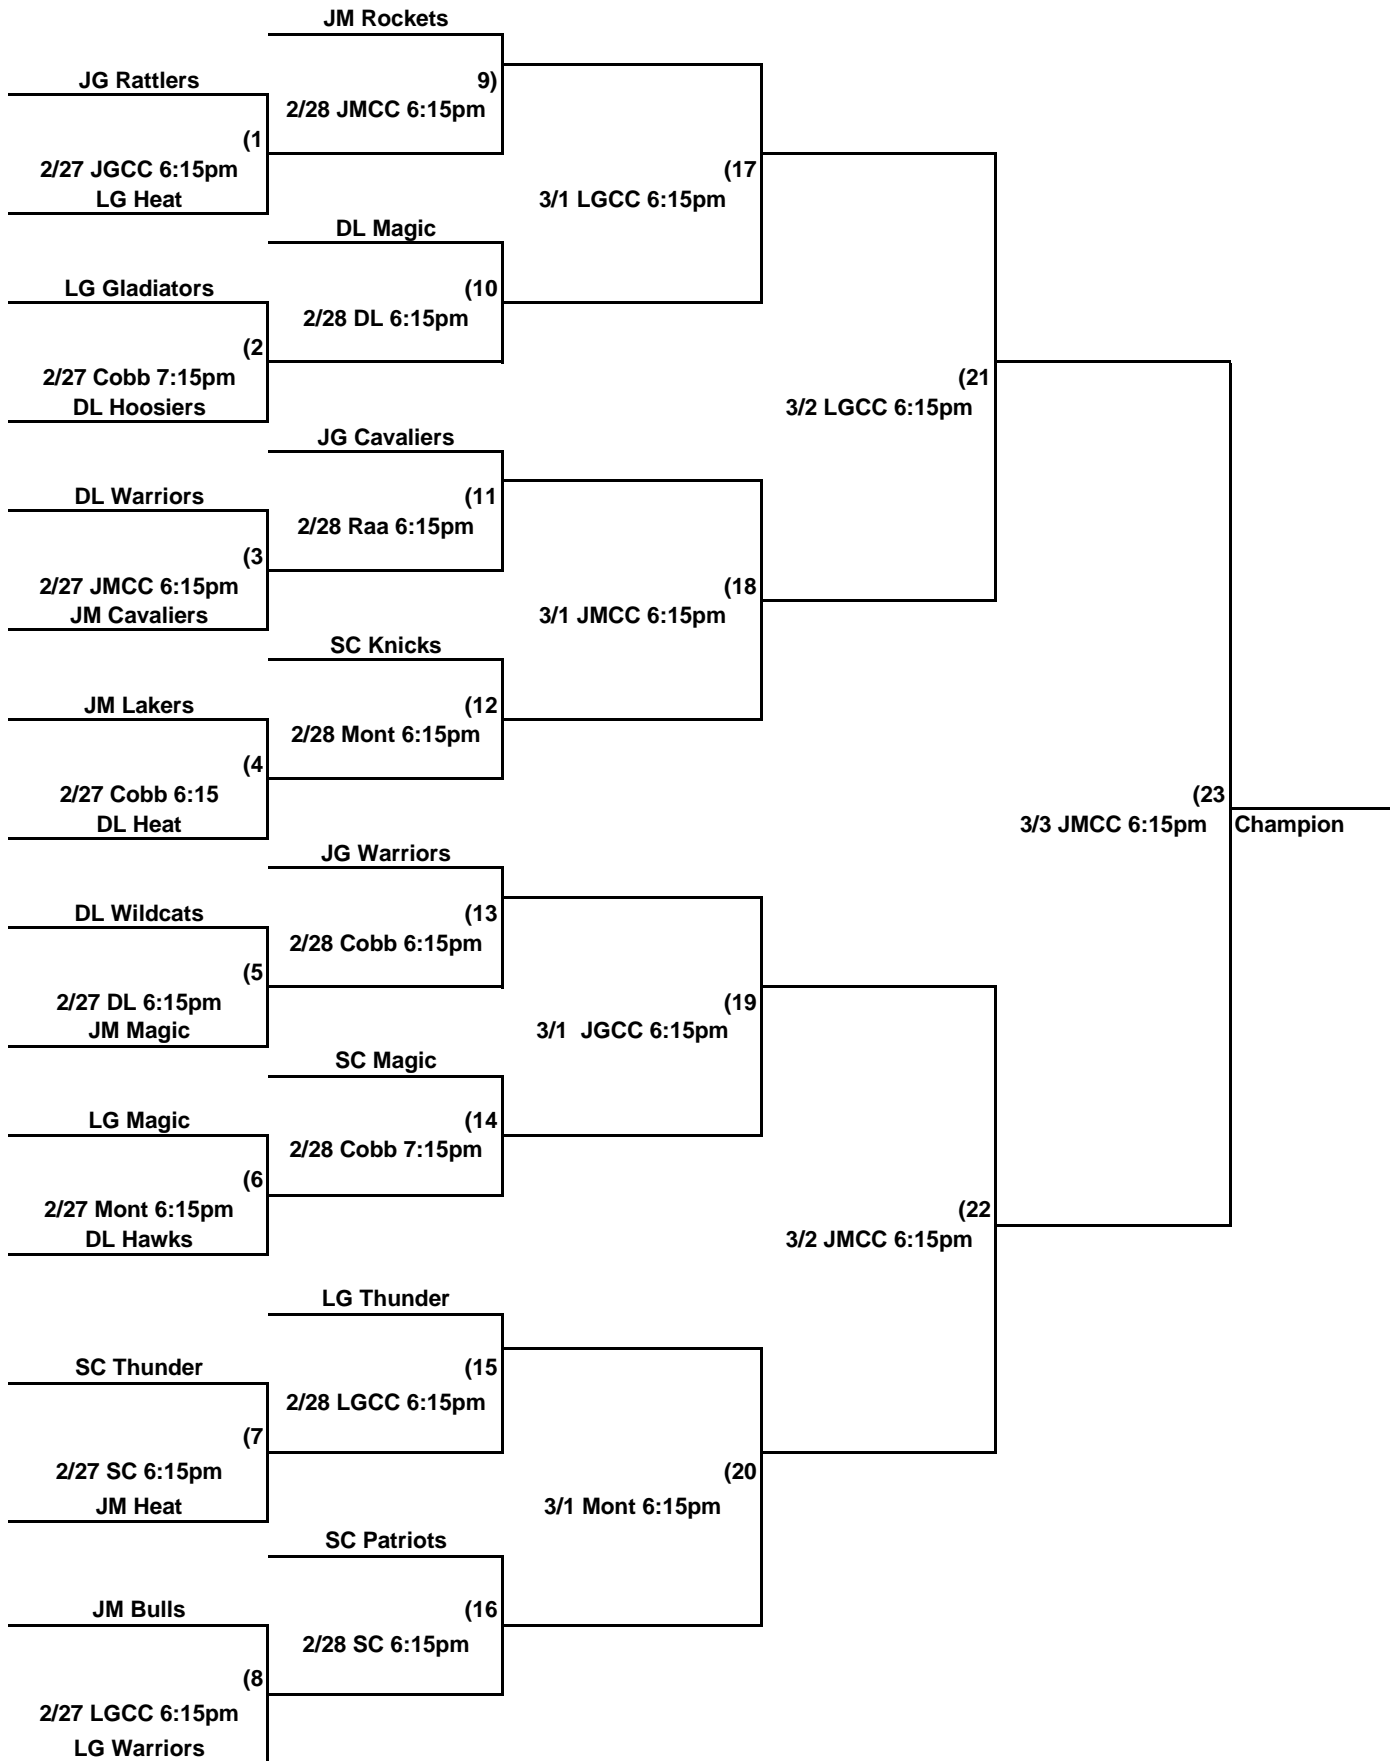 JM Rockets
JG Rattlers
9)
2/28 JMCC 6:15pm
(1
2/27 JGCC 6:15pm
LG Heat
(17
3/1 LGCC 6:15pm
DL Magic
LG Gladiators
(10
2/28 DL 6:15pm
(2
2/27 Cobb 7:15pm
DL Hoosiers
(21
3/2 LGCC 6:15pm
JG Cavaliers
DL Warriors
(11
2/28 Raa 6:15pm
(3
2/27 JMCC 6:15pm
JM Cavaliers
(18
3/1 JMCC 6:15pm
SC Knicks
JM Lakers
(12
2/28 Mont 6:15pm
(4
2/27 Cobb 6:15
DL Heat
(23
3/3 JMCC 6:15pm
Champion
JG Warriors
DL Wildcats
(13
2/28 Cobb 6:15pm
(5
2/27 DL 6:15pm
JM Magic
(19
3/1  JGCC 6:15pm
SC Magic
LG Magic
(14
2/28 Cobb 7:15pm
(6
2/27 Mont 6:15pm
DL Hawks
(22
3/2 JMCC 6:15pm
LG Thunder
SC Thunder
(15
2/28 LGCC 6:15pm
(7
2/27 SC 6:15pm
JM Heat
(20
3/1 Mont 6:15pm
SC Patriots
JM Bulls
(16
2/28 SC 6:15pm
(8
2/27 LGCC 6:15pm
LG Warriors